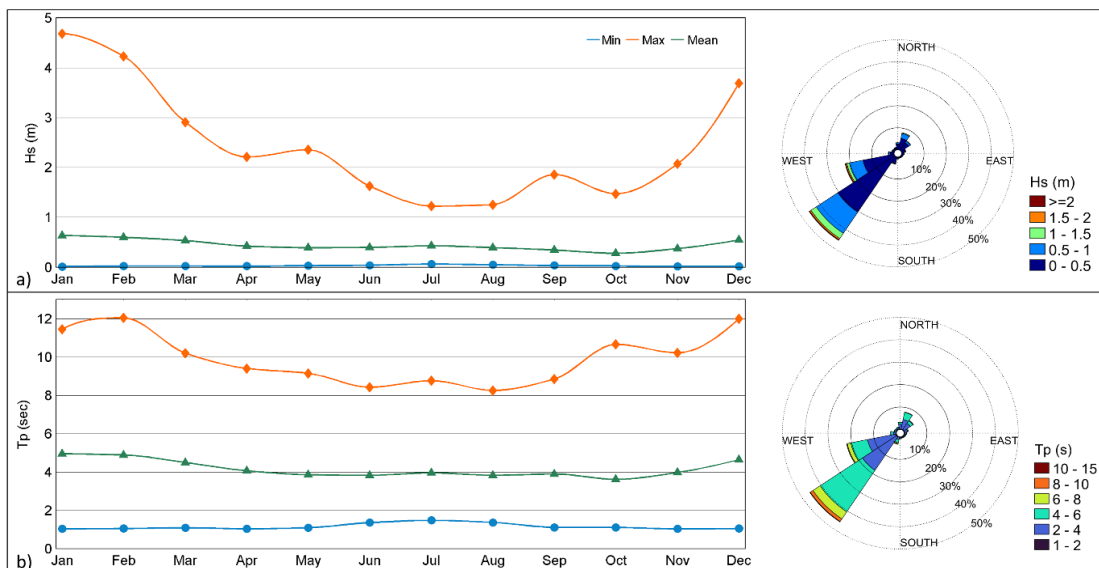 5
4
3
2
1
0
Hs (m)
Min Max Mean
Jan Feb Mar Apr May Jun Jul Aug Sep Oct Nov Dec
a)
NORTH
WEST
EAST
SOUTH
10%
20%
30%
40%
50%
Hs (m)
>=2
1.5 - 2
1 - 1.5
0.5 - 1
0 - 0.5
12
10
8
6
4
2
0
Tp (sec)
Jan Feb Mar Apr May Jun Jul Aug Sep Oct Nov Dec
b)
NORTH
WEST
EAST
SOUTH
10%
20%
30%
40%
50%
Tp (s)
10 - 15
8 - 10
6 - 8
4 - 6
2 - 4
1 - 2